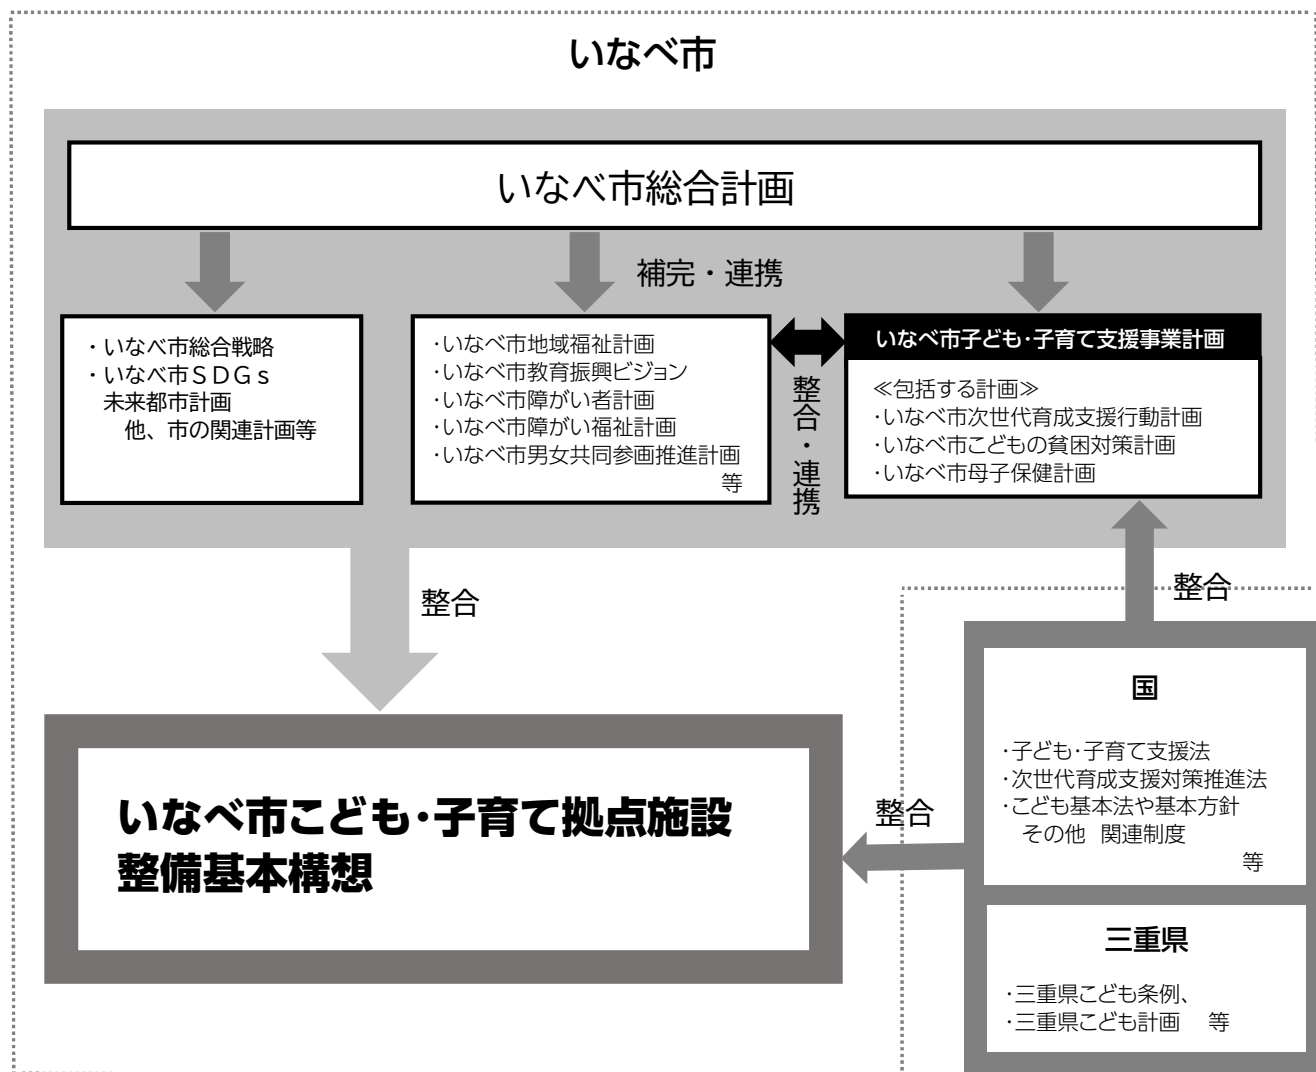 いなべ市
いなべ市総合計画
補完・連携
・いなべ市総合戦略
・いなべ市ＳＤＧｓ
未来都市計画
他、市の関連計画等
・いなべ市地域福祉計画
・いなべ市教育振興ビジョン
・いなべ市障がい者計画
・いなべ市障がい福祉計画
・いなべ市男女共同参画推進計画
等
整合・連携
いなべ市子ども・子育て支援事業計画
≪包括する計画≫
・いなべ市次世代育成支援行動計画
・いなべ市こどもの貧困対策計画
・いなべ市母子保健計画
整合
整合
いなべ市こども・子育て拠点施設
整備基本構想
整合
国
・子ども・子育て支援法
・次世代育成支援対策推進法
・こども基本法や基本方針
その他 関連制度
等
三重県
・三重県こども条例、
・三重県こども計画 等